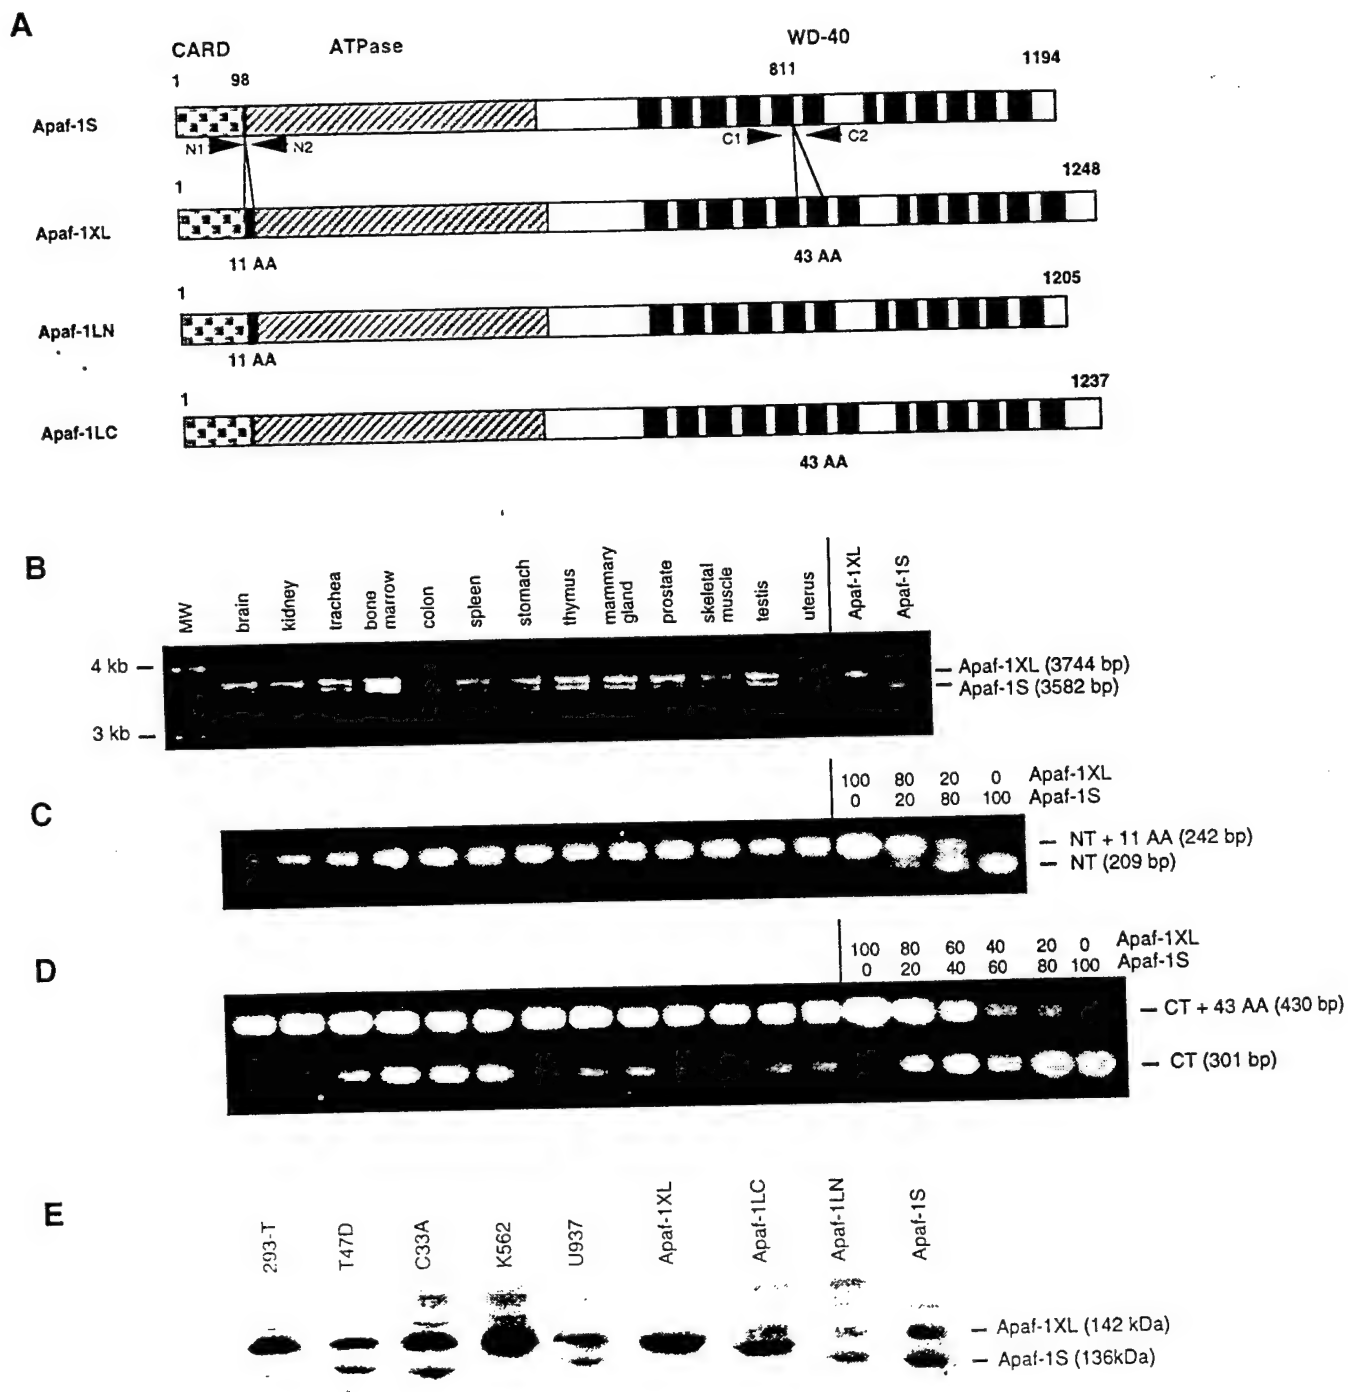 A
CARD ATPase WD-40
1 98 811 1194
Apaf-1S
N1 N2 C1 C2
1 1248
Apaf-1XL
11 AA 43 AA
1 1205
Apaf-1LN
11 AA
1 1237
Apaf-1LC
43 AA
B
MW brain kidney trachea bone marrow colon spleen stomach thymus mammary gland prostate skeletal muscle testis uterus Apaf-1XL Apaf-1S
4 kb
Apaf-1XL (3744 bp)
Apaf-1S (3582 bp)
3 kb
C
100 80 20 0 Apaf-1XL
0 20 80 100 Apaf-1S
NT + 11 AA (242 bp)
NT (209 bp)
D
100 80 60 40 20 0 Apaf-1XL
0 20 40 60 80 100 Apaf-1S
CT + 43 AA (430 bp)
CT (301 bp)
E
293-T T47D C33A K562 U937 Apaf-1XL Apaf-1LC Apaf-1LN Apaf-1S
Apaf-1XL (142 kDa)
Apaf-1S (136kDa)